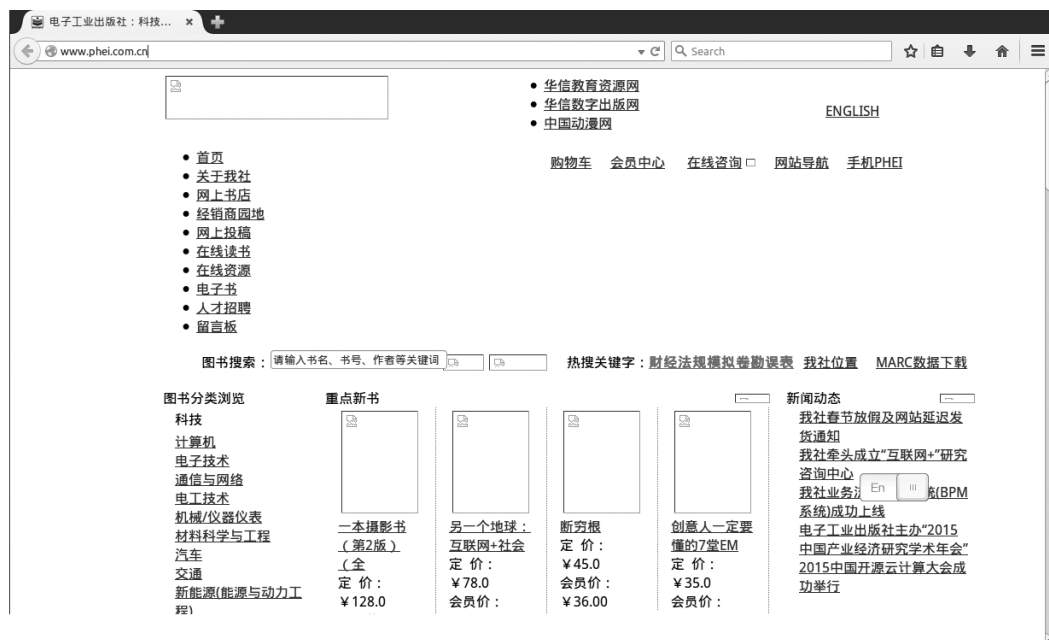 电子工业出版社：科技...
www.phei.com.cn
Search
华信教育资源网
华信数字出版网
中国动漫网
ENGLISH
购物车 会员中心 在线咨询 网站导航 手机PHEI
首页
关于我社
网上书店
经销商园地
网上投稿
在线读书
在线资源
电子书
人才招聘
留言板
图书搜索： 请输入书名、书号、作者等关键词 热搜关键字：财经法规模拟卷勘误表 我社位置 MARC数据下载
图书分类浏览
科技
计算机
电子技术
通信与网络
电工技术
机械/仪器仪表
材料科学与工程
汽车
交通
新能源(能源与动力工
程)
重点新书
一本摄影书
（第2版）
（全
定 价：
￥128.0
另一个地球：
互联网+社会
定 价：
￥78.0
会员价：
断穷根
定 价：
￥45.0
会员价：
￥36.00
创意人一定要
懂的7堂EM
定 价：
￥35.0
会员价：
新闻动态
我社春节放假及网站延迟发
货通知
我社牵头成立“互联网+”研究
咨询中心
我社业务 (BPM
系统)成功上线
电子工业出版社主办“2015
中国产业经济研究学术年会”
2015中国开源云计算大会成
功举行
En